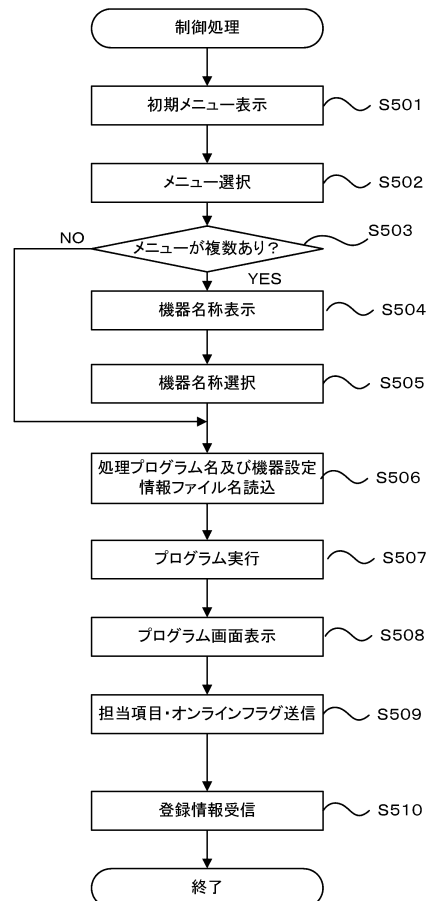 制御処理
初期メニュー表示
S501
メニュー選択
S502
メニューが複数あり？
S503
NO
YES
機器名称表示
S504
機器名称選択
S505
処理プログラム名及び機器設定
情報ファイル名読込
S506
プログラム実行
S507
プログラム画面表示
S508
担当項目・オンラインフラグ送信
S509
登録情報受信
S510
終了